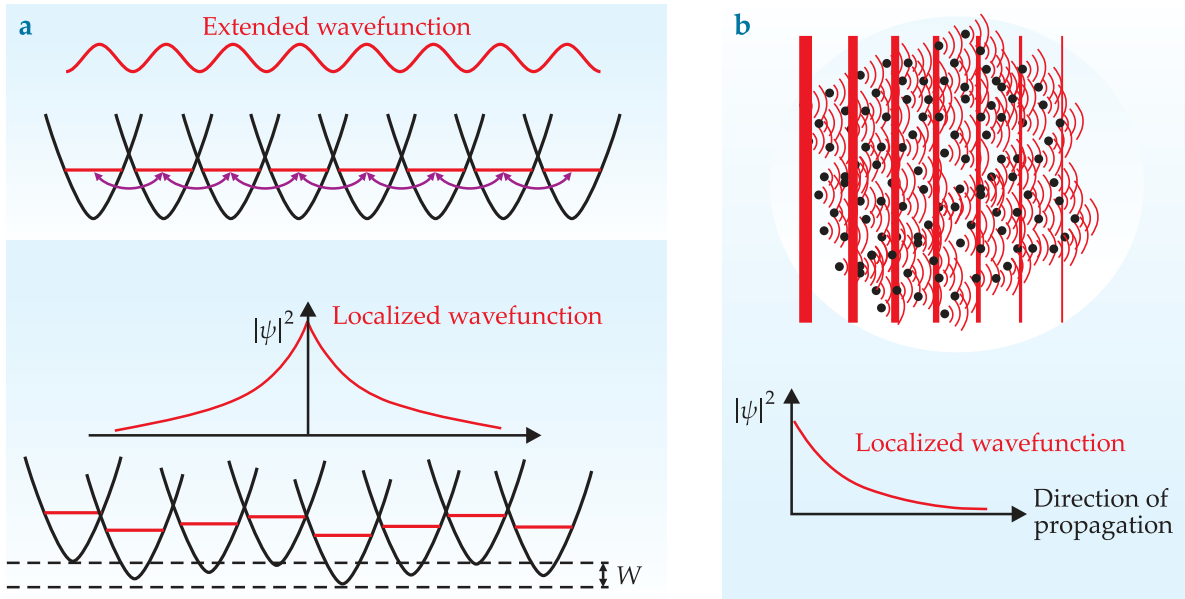 a
Extended wavefunction
|ψ|²
Localized wavefunction
W
b
|ψ|²
Localized wavefunction
Direction of
propagation